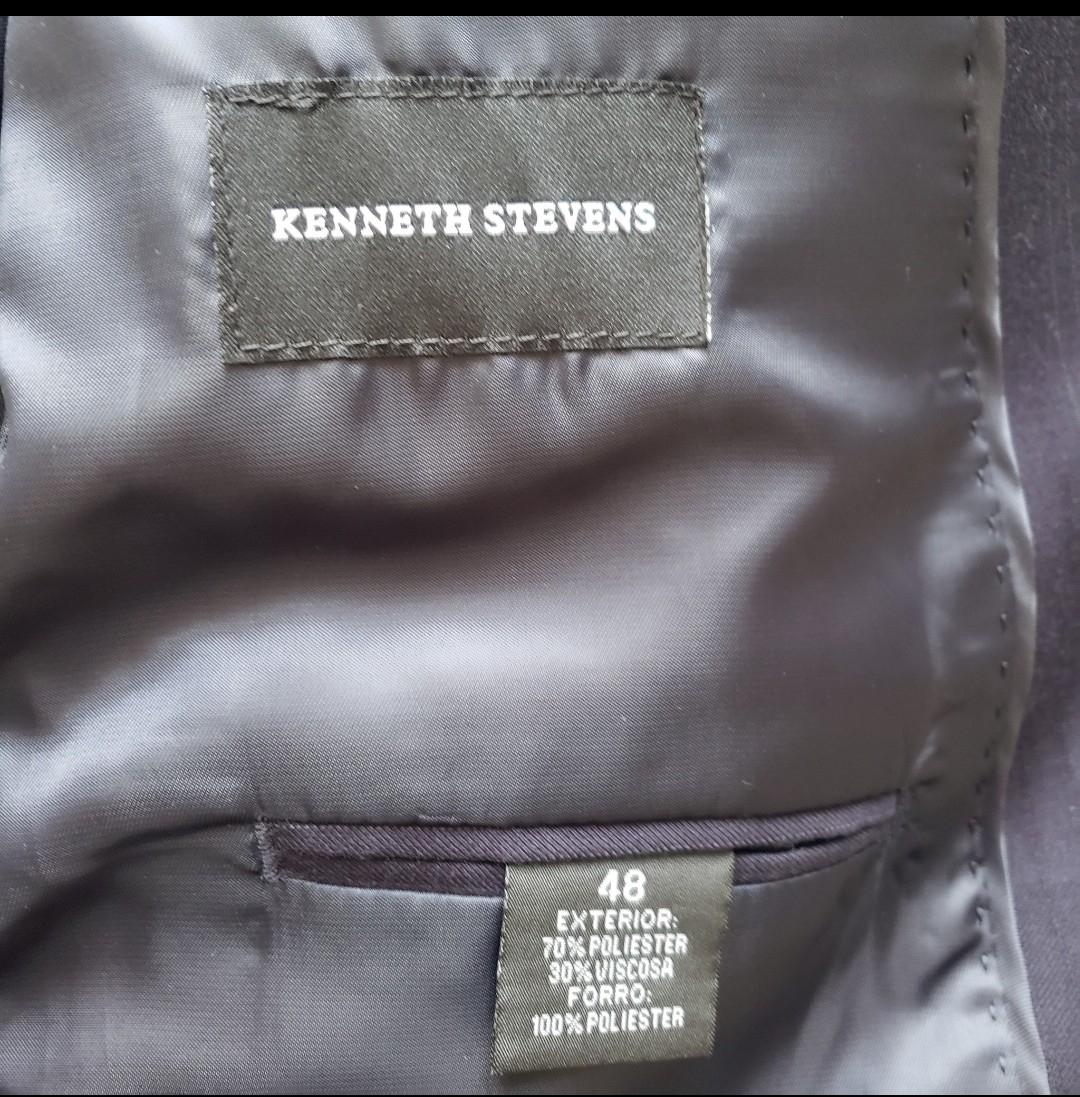 KENNETH STEVENS
48
EXTERIOR:
70% POLIESTER
30% VISCOSA
FORRO:
100% POLIESTER